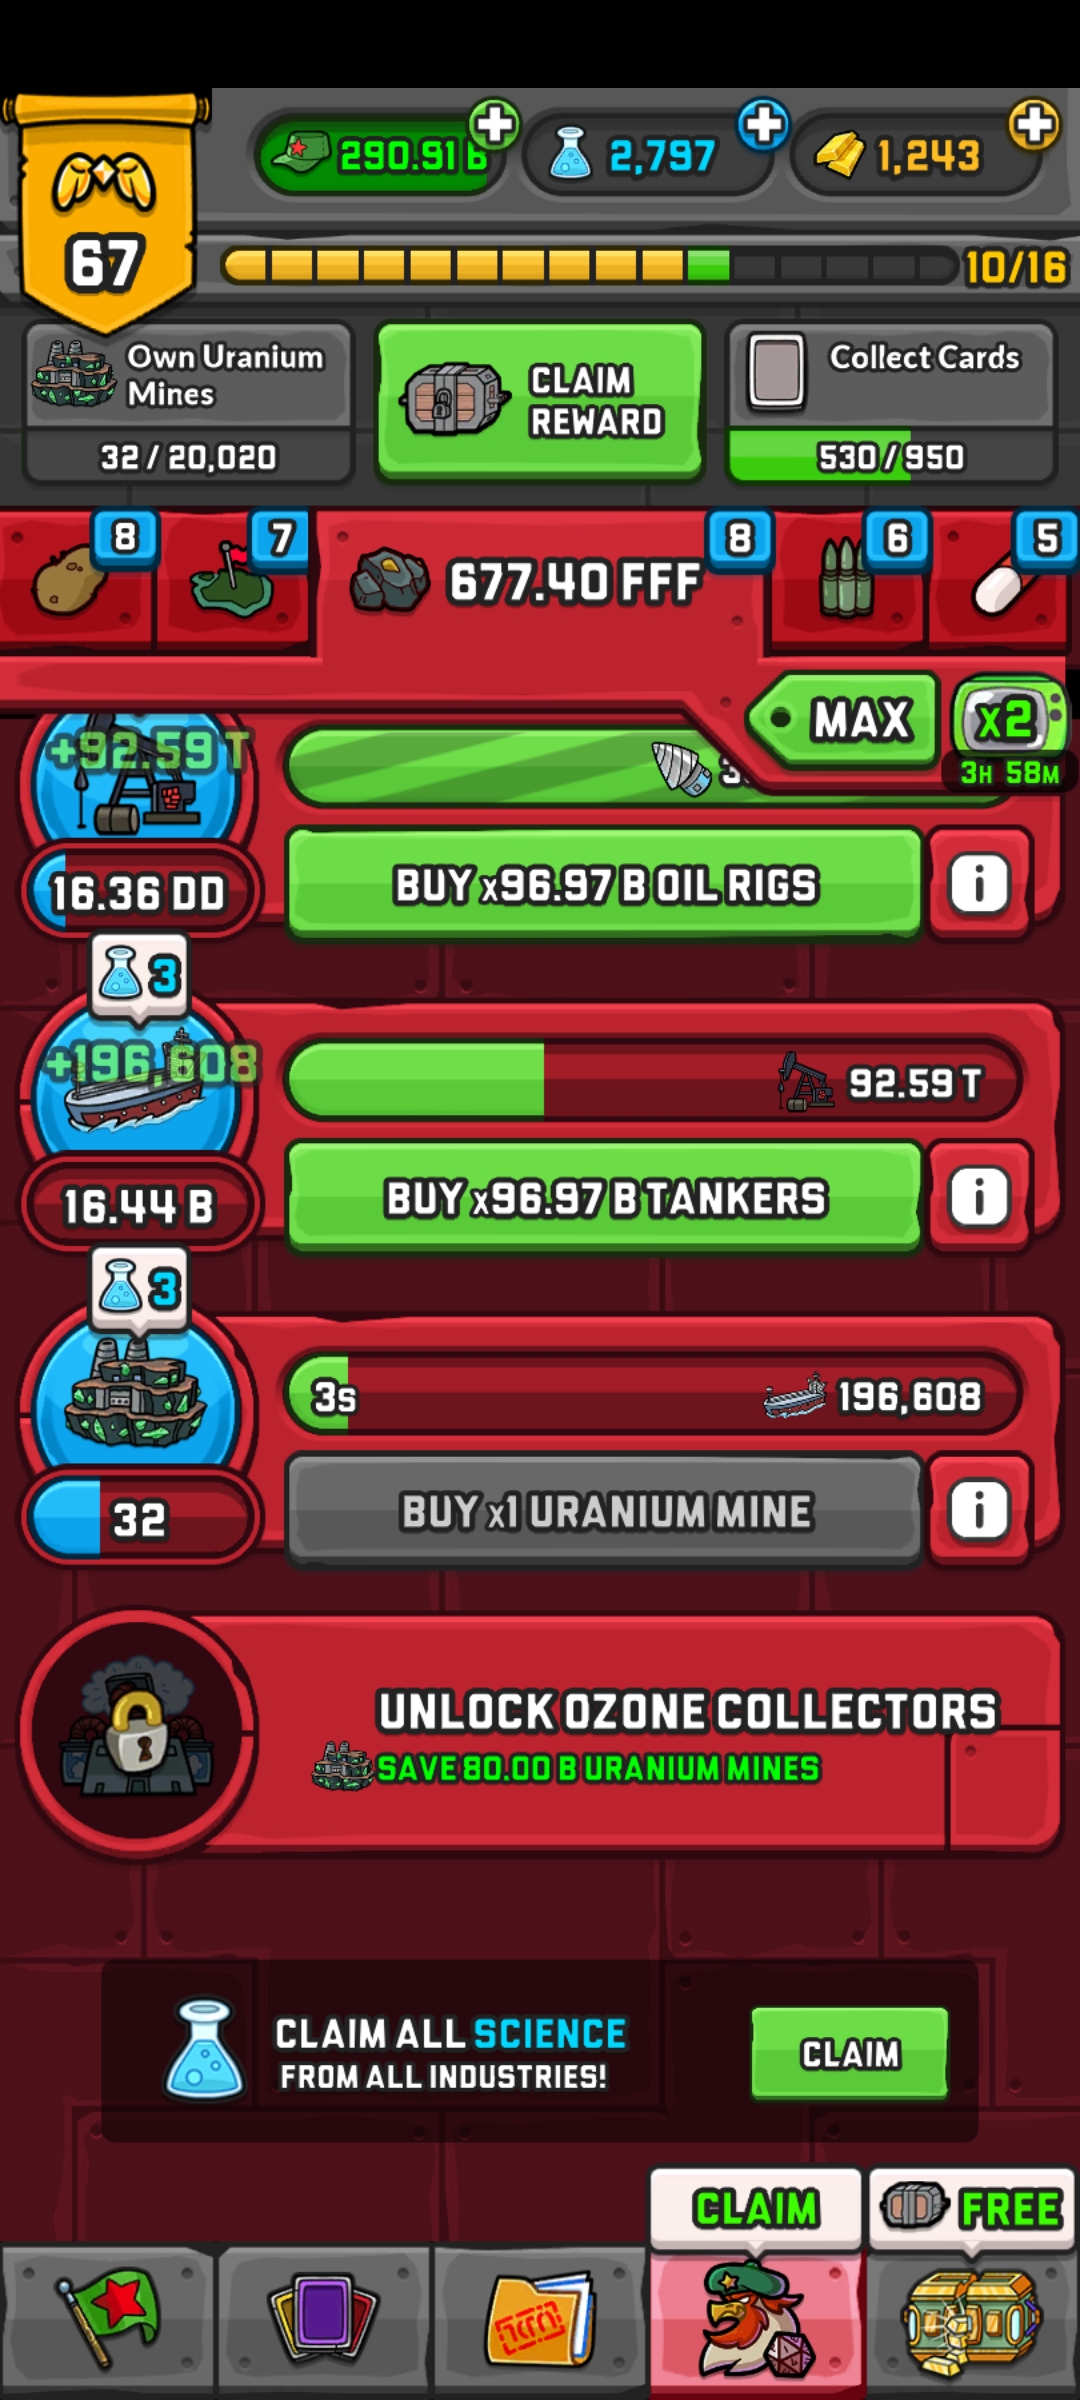 290.91 B
2,797
1,243
67
10/16
Own Uranium
Mines
32 / 20,020
CLAIM
REWARD
Collect Cards
530 / 950
8
7
677.40 FFF
8
6
5
MAX
x2
3H 58M
+92.59 T
16.36 DD
BUY x96.97 B OIL RIGS
i
3
+196,608
92.59 T
16.44 B
BUY x96.97 B TANKERS
i
3
3s
196,608
32
BUY x1 URANIUM MINE
i
UNLOCK OZONE COLLECTORS
SAVE 80.00 B URANIUM MINES
CLAIM ALL SCIENCE
FROM ALL INDUSTRIES!
CLAIM
CLAIM
FREE